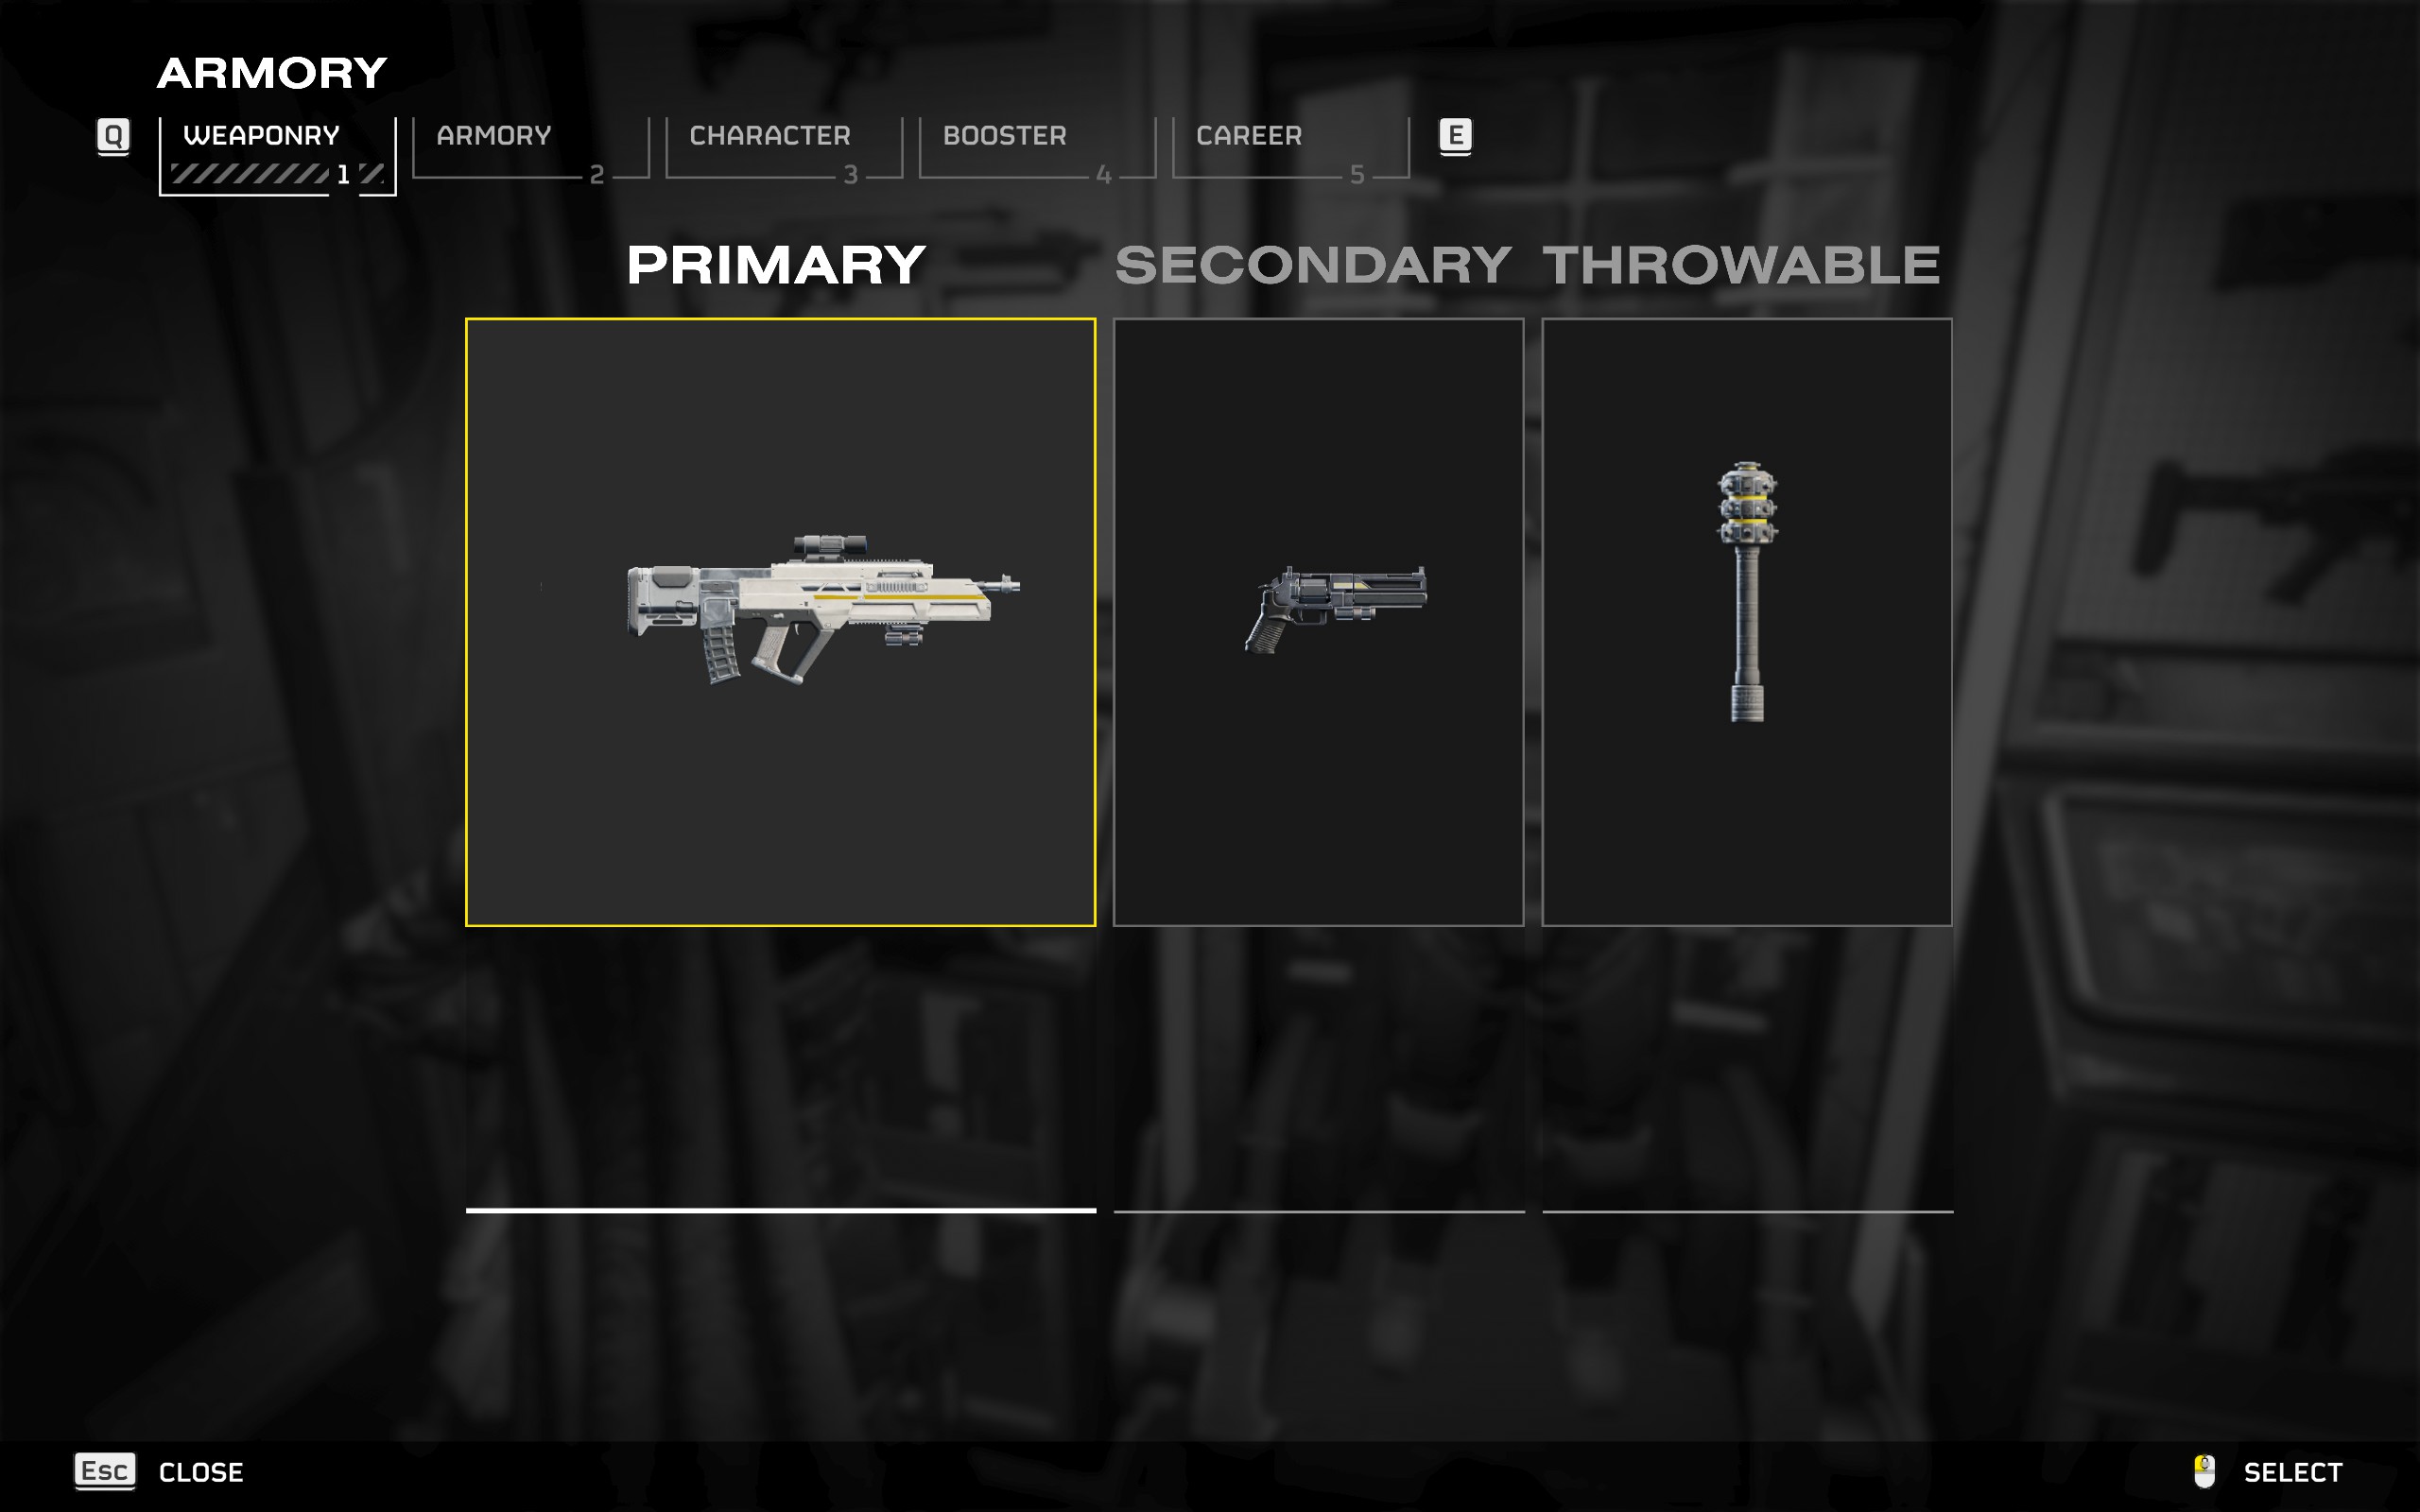 ARMORY
Q WEAPONRY 1 ARMORY 2 CHARACTER 3 BOOSTER 4 CAREER 5 E
PRIMARY SECONDARY THROWABLE
Esc CLOSE SELECT